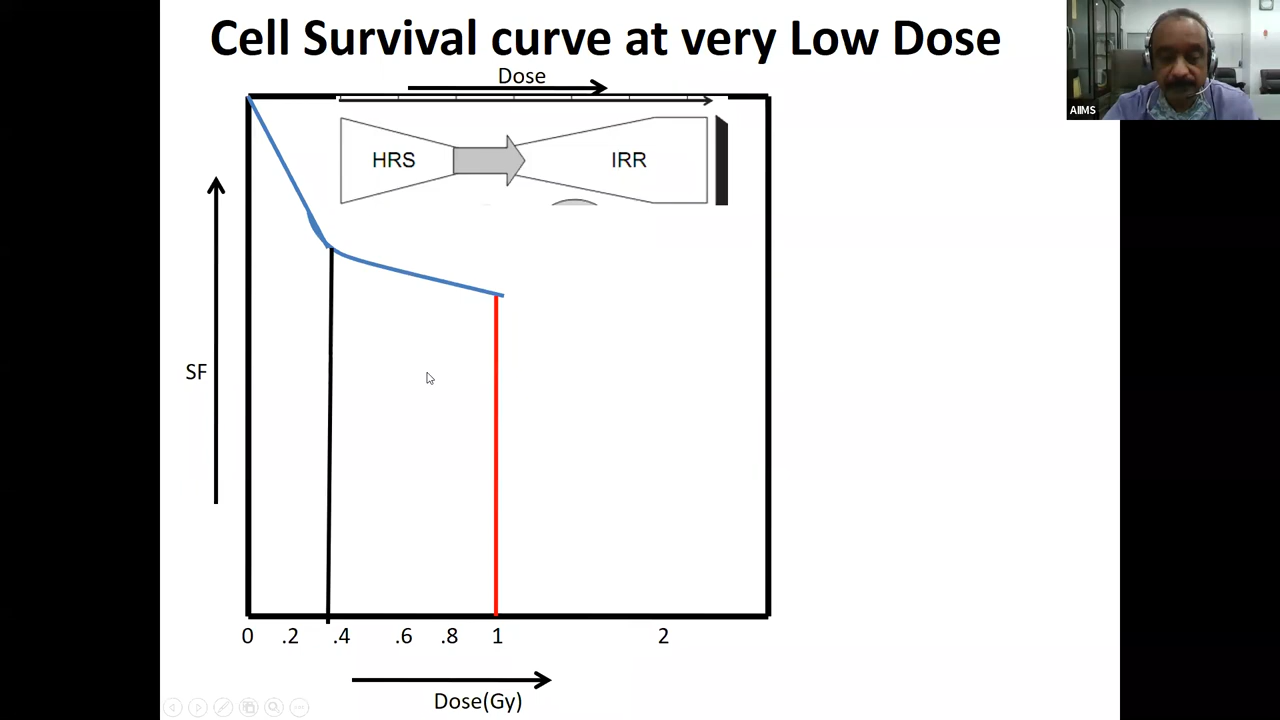 Cell Survival curve at very Low Dose
AIIMS
Dose
HRS IRR
SF
0 .2 .4 .6 .8 1 2
Dose(Gy)